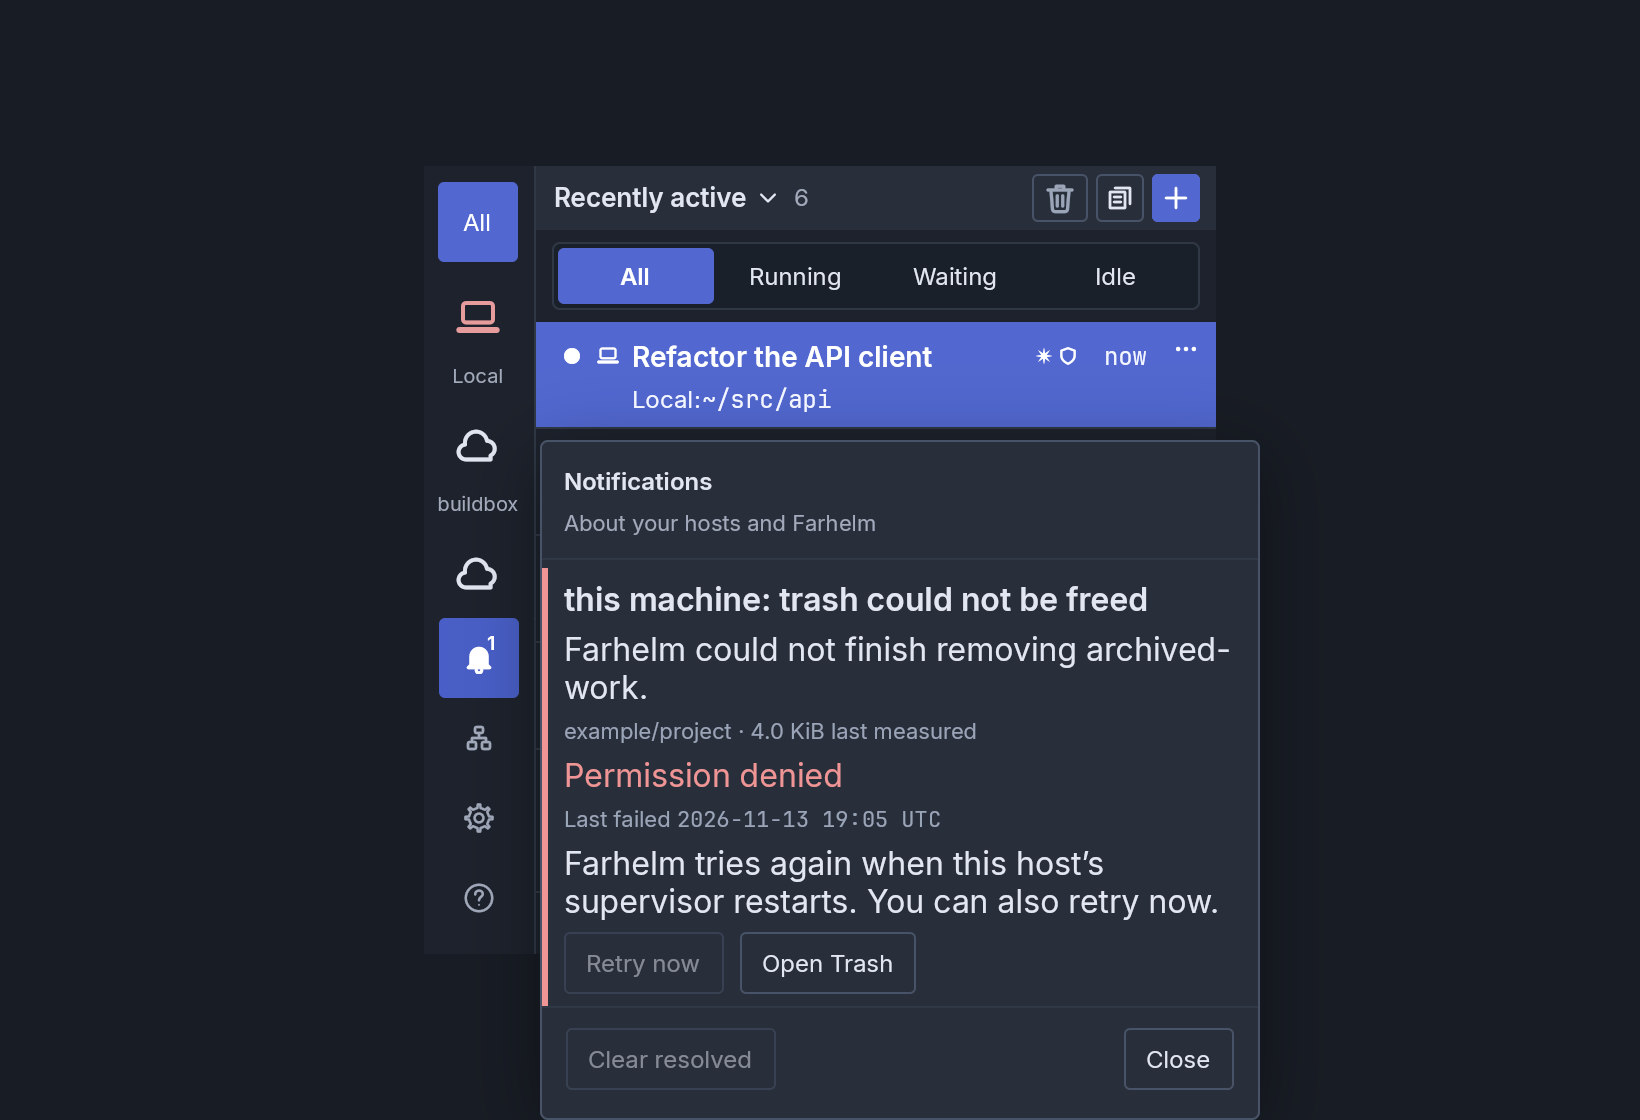 All
Local
buildbox
1
Recently active 6
All Running Waiting Idle
Refactor the API client now
Local:~/src/api
Notifications
About your hosts and Farhelm
this machine: trash could not be freed
Farhelm could not finish removing archived-
work.
example/project · 4.0 KiB last measured
Permission denied
Last failed 2026-11-13 19:05 UTC
Farhelm tries again when this host’s
supervisor restarts. You can also retry now.
Retry now Open Trash
Clear resolved Close